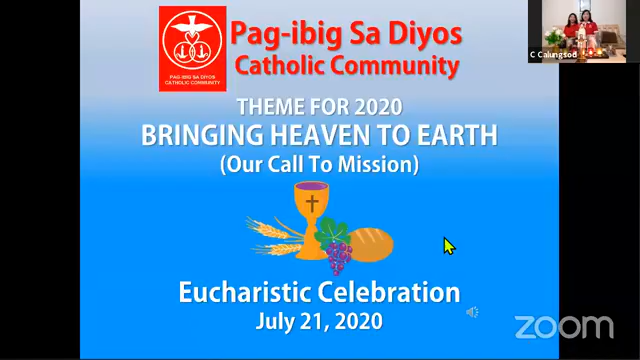 Pag-ibig Sa Diyos
Catholic Community
PAG-IBIG SA DIYOS
CATHOLIC COMMUNITY
THEME FOR 2020
BRINGING HEAVEN TO EARTH
(Our Call To Mission)
Eucharistic Celebration
July 21, 2020
C Calungsod
zoom